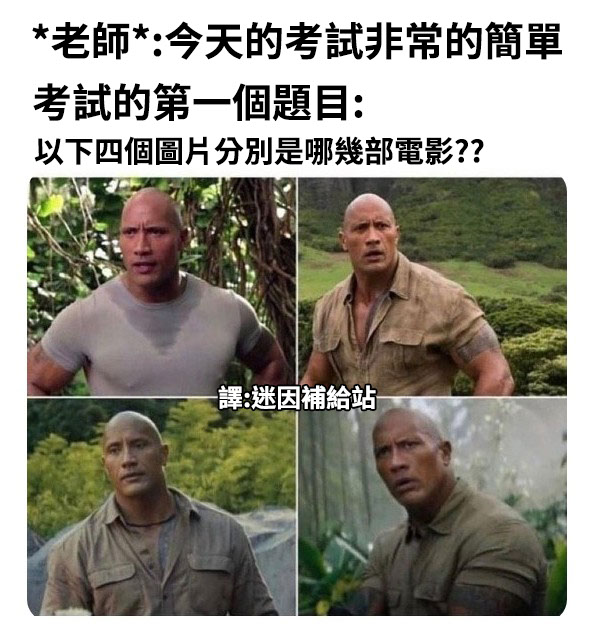 *老師*:今天的考試非常的簡單
考試的第一個題目:
以下四個圖片分別是哪幾部電影??
譯:迷因補給站